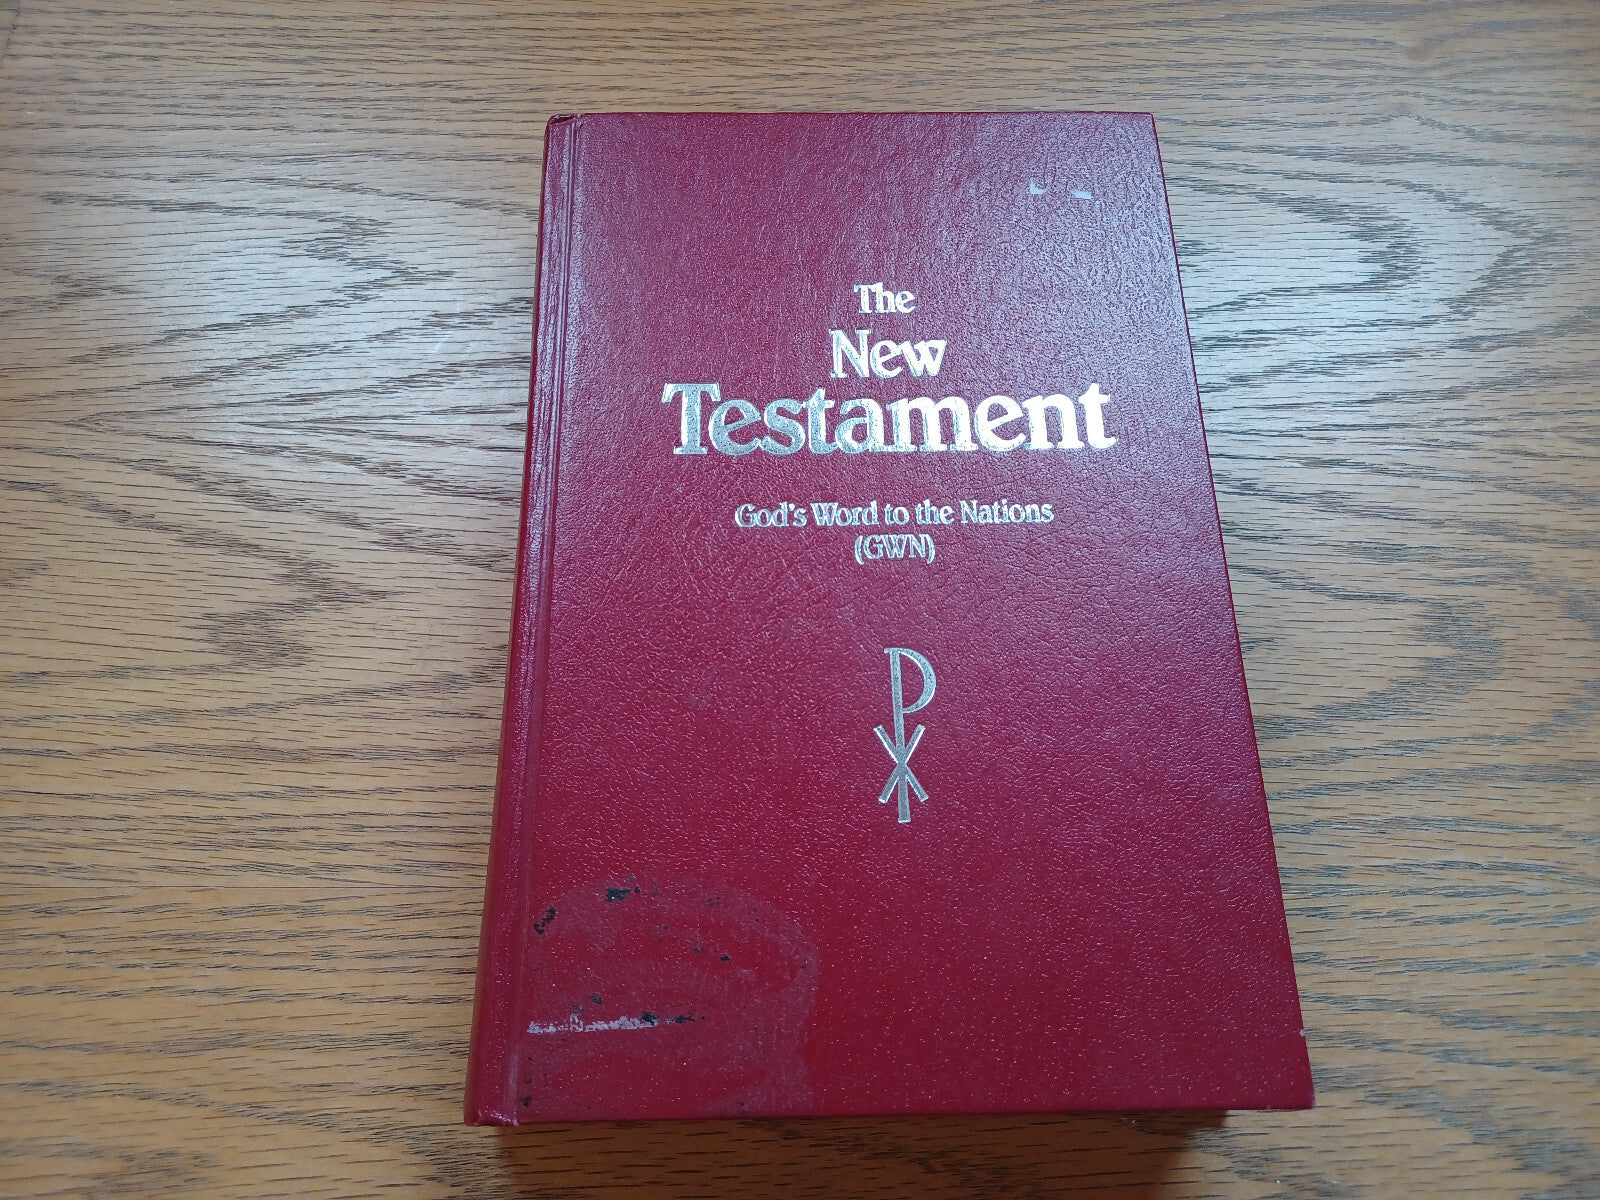 The
New
Testament
God's Word to the Nations
(GWN)